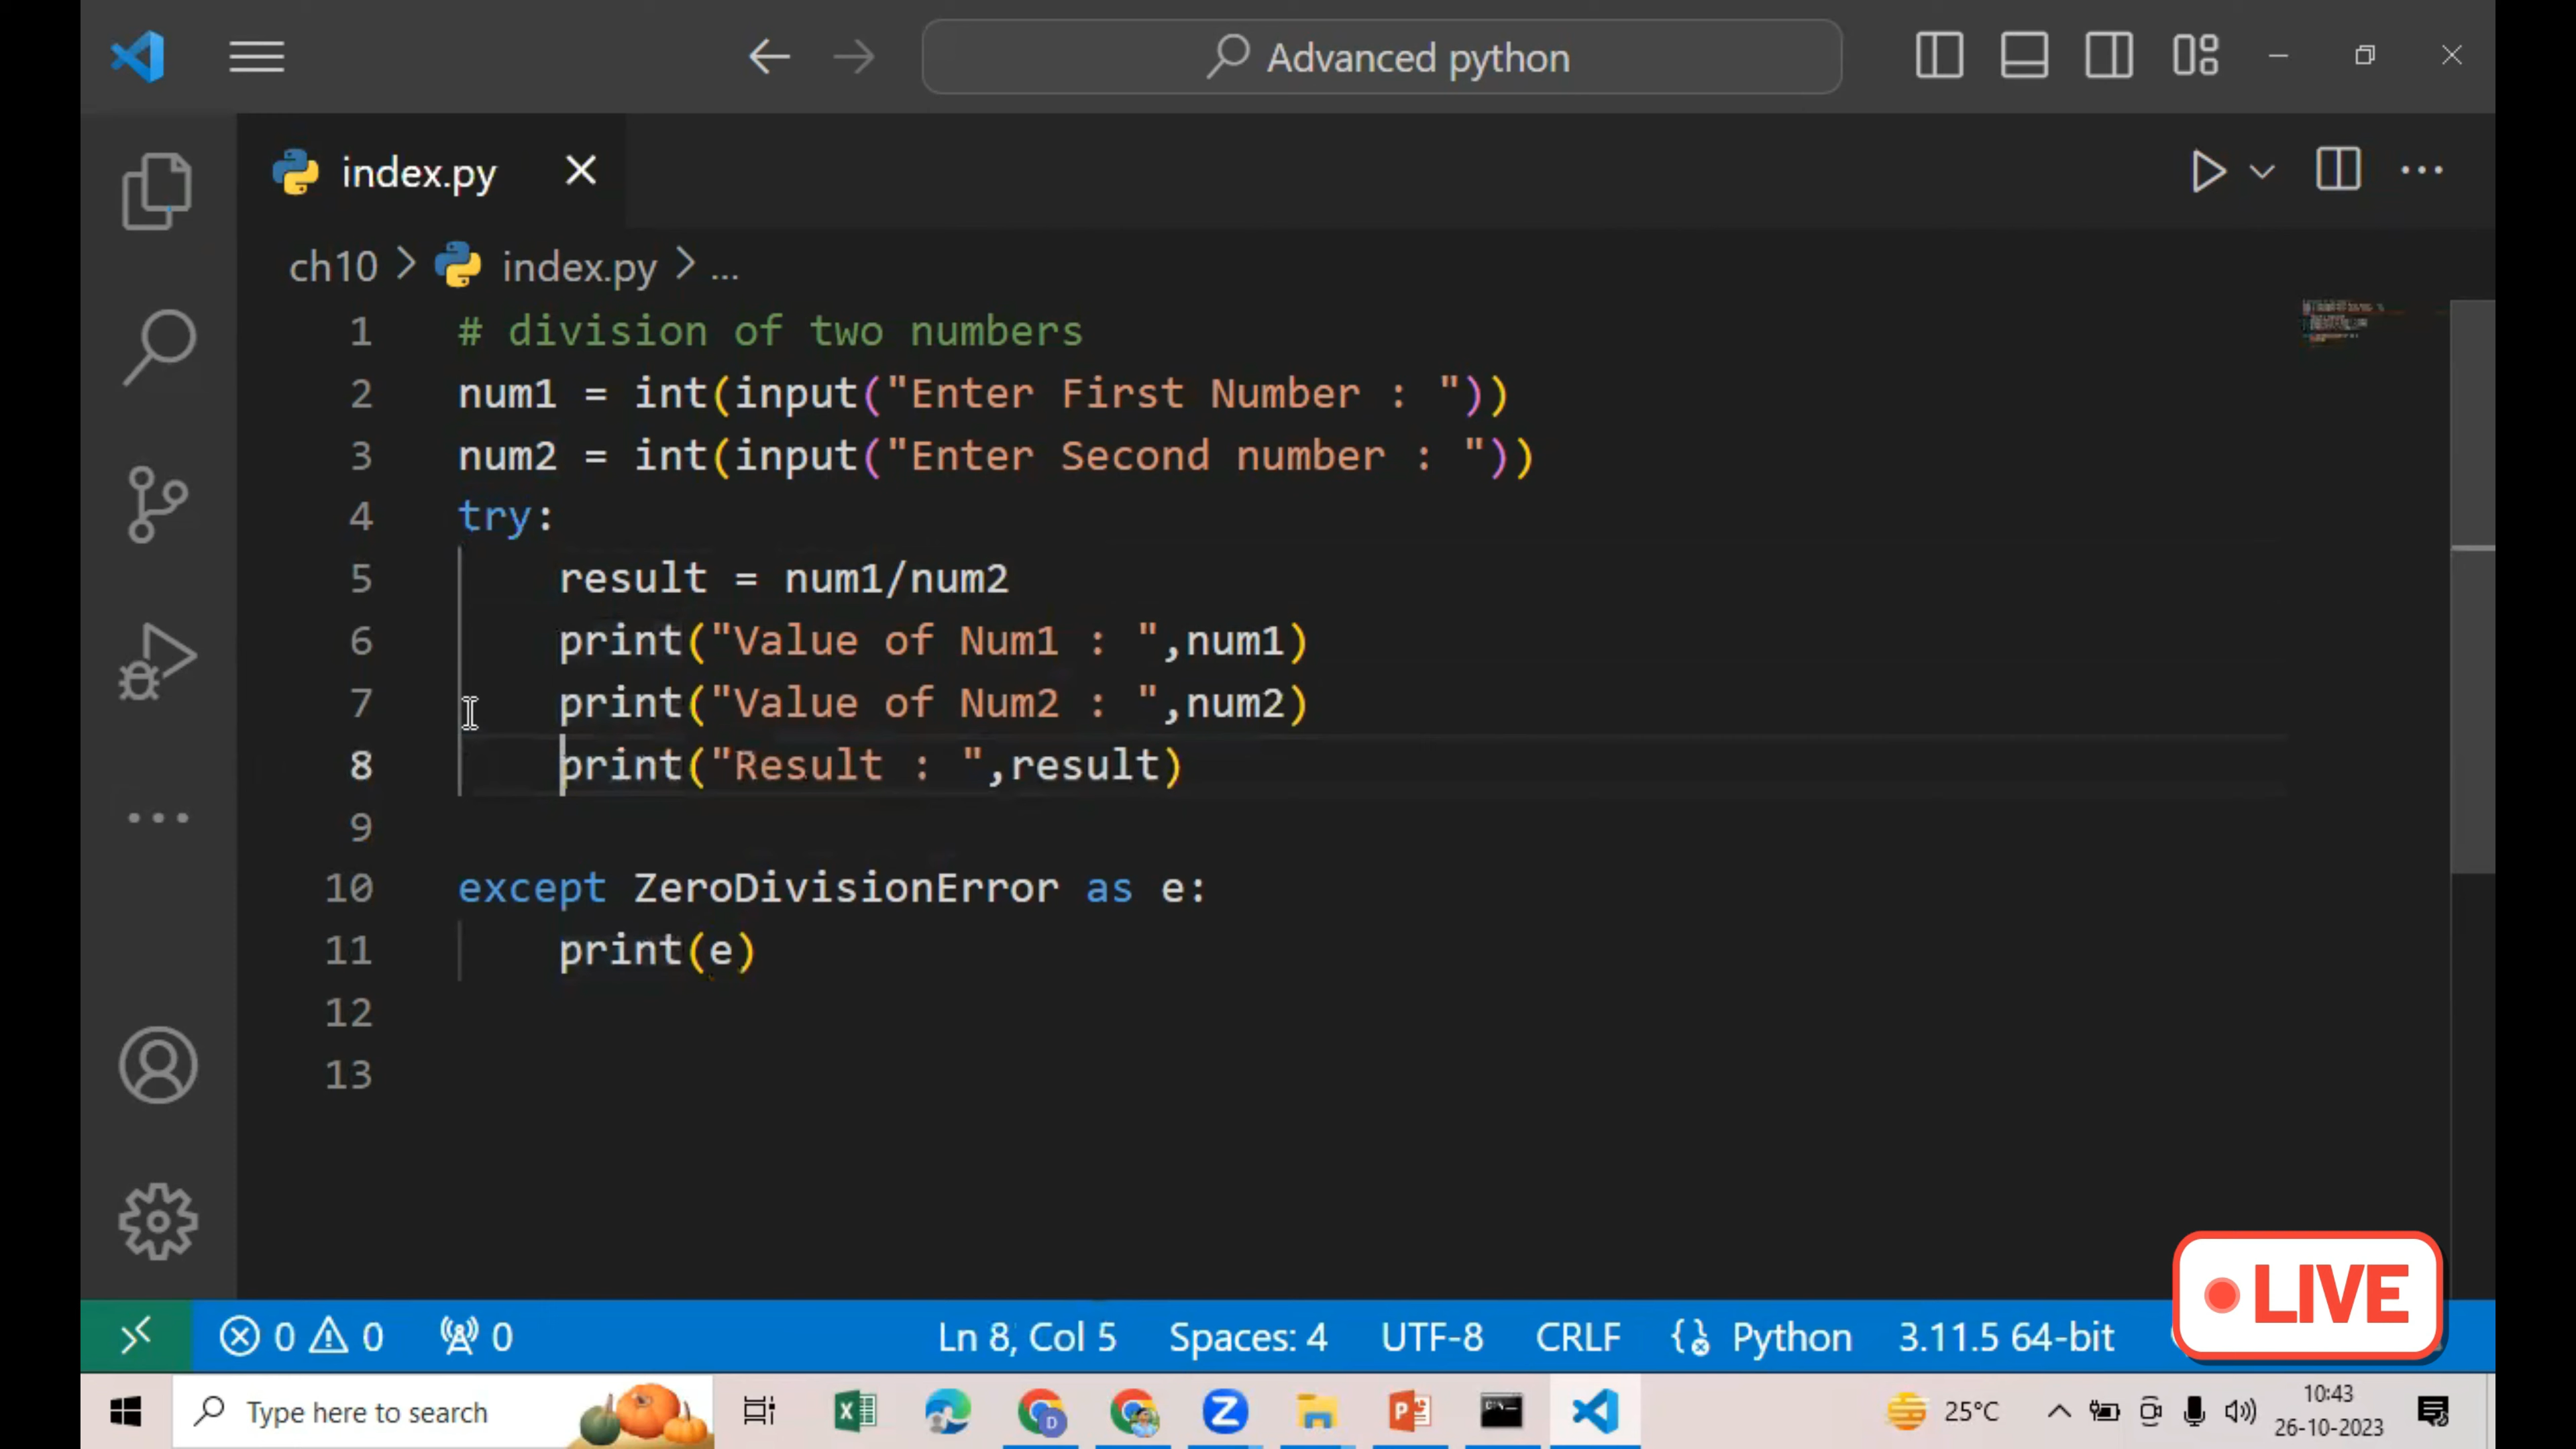 Advanced python
index.py
ch10 > index.py > ...
1 # division of two numbers
2 num1 = int(input("Enter First Number : "))
3 num2 = int(input("Enter Second number : "))
4 try:
5     result = num1/num2
6     print("Value of Num1 : ",num1)
7     print("Value of Num2 : ",num2)
8     print("Result : ",result)
9
10 except ZeroDivisionError as e:
11     print(e)
12
13
LIVE
0 0 0 Ln 8, Col 5 Spaces: 4 UTF-8 CRLF Python 3.11.5 64-bit
Type here to search
25°C
10:43
26-10-2023